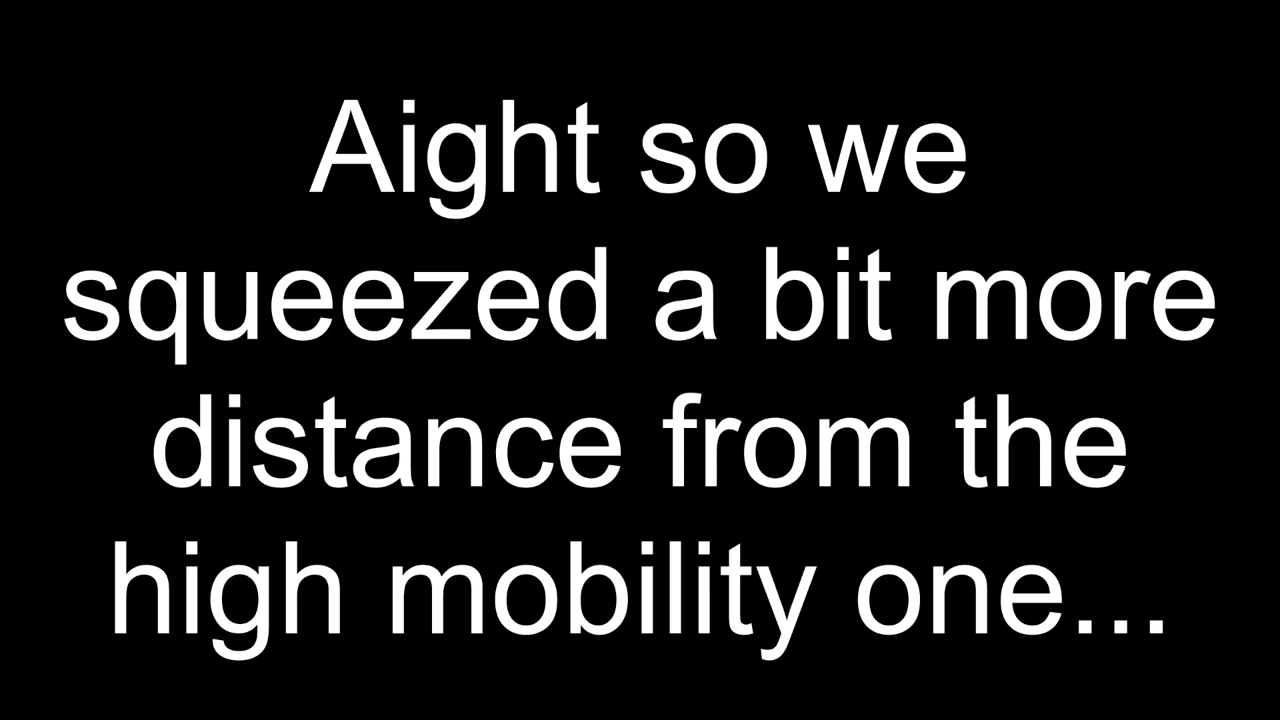 Aight so we
squeezed a bit more
distance from the
high mobility one...